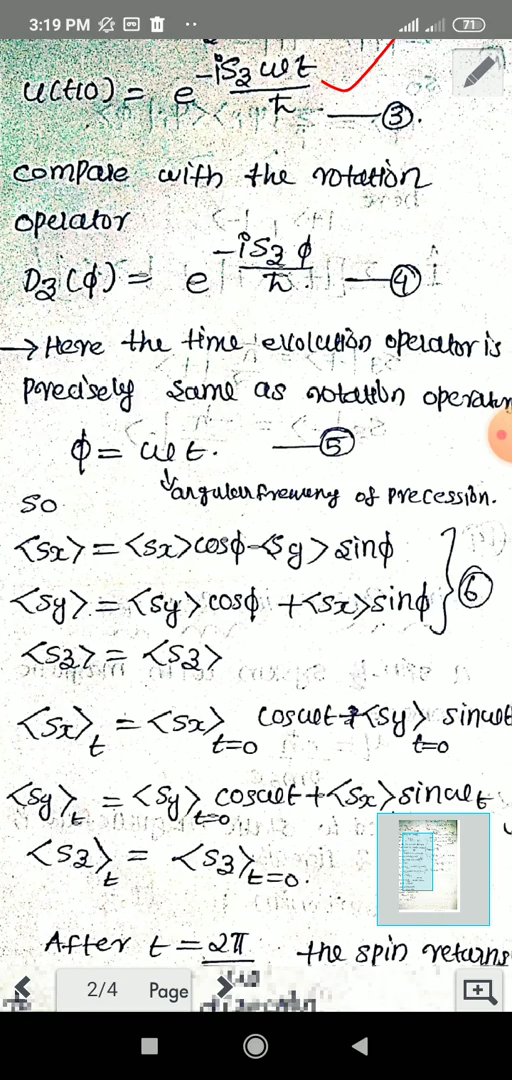 3:19 PM
71
U(t,0) = e^{-iS_z ωt/ħ} —③.
compare with the rotation
operator
D_z(ϕ) = e^{-iS_z ϕ/ħ} —④
→ Here the time evolution operator is
precisely same as rotation operator
ϕ = ωt. —⑤
angular freweny of precession.
so
<Sx> = <Sx>cosϕ-<Sy> sinϕ
<Sy> = <Sy> cosϕ +<Sx>sinϕ } ⑥
<Sz> = <Sz>
<Sx>_t = <Sx>_{t=0} cosωt-<Sy>_{t=0} sinωt
<Sy>_t = <Sy>_{t=0} cosωt+<Sx>sinωt
<Sz>_t = <Sz>_{t=0}.
After t = 2π the spin returns
2/4 Page